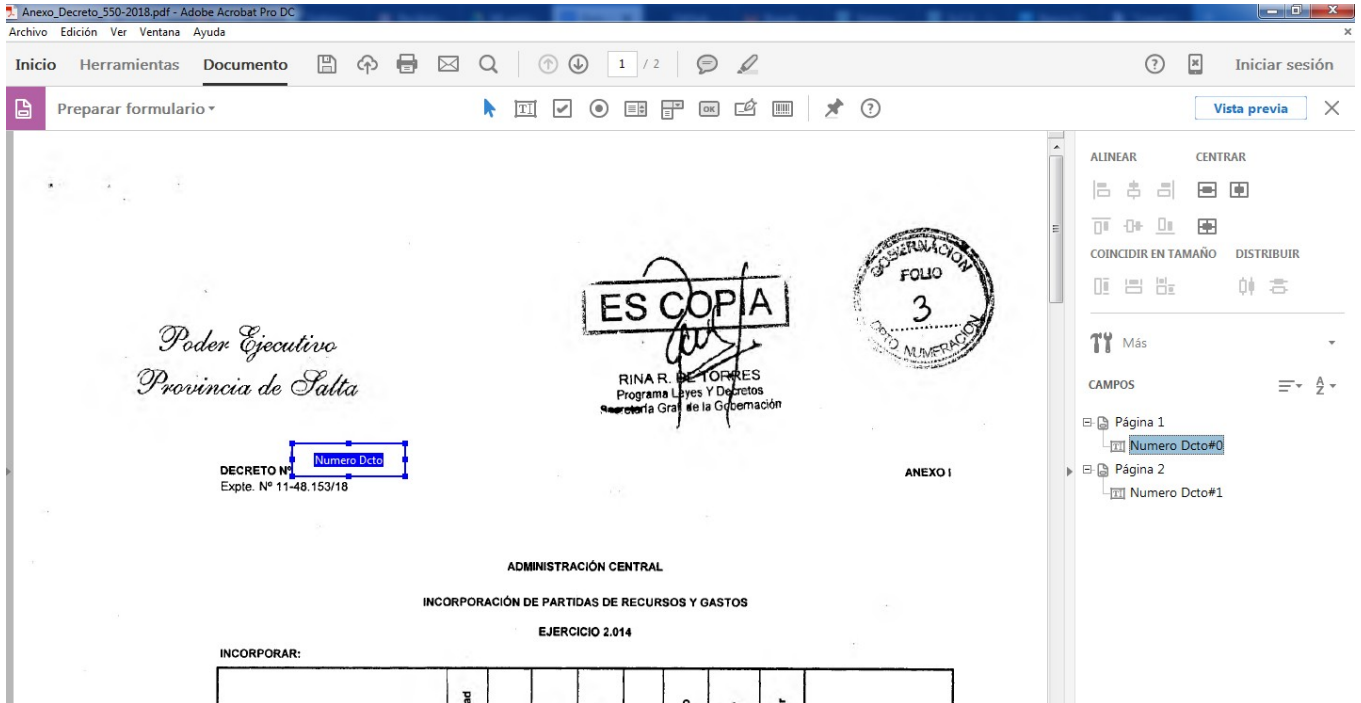 Anexo_Decreto_550-2018.pdf - Adobe Acrobat Pro DC
Archivo Edición Ver Ventana Ayuda
Inicio Herramientas Documento 1 / 2 Iniciar sesión
Preparar formulario Vista previa
ALINEAR CENTRAR
COINCIDIR EN TAMAÑO DISTRIBUIR
Más
CAMPOS
Página 1
Numero Dcto#0
Página 2
Numero Dcto#1
GOBERNACION
FOLIO
3
DPTO. NUMERACION
ES COPIA
Poder Ejecutivo
Provincia de Salta
RINA R. DE TORRES
Programa Leyes Y Decretos
Secretaría Gral de la Gobernación
Numero Dcto
DECRETO Nº
ANEXO I
Expte. Nº 11-48.153/18
ADMINISTRACIÓN CENTRAL
INCORPORACIÓN DE PARTIDAS DE RECURSOS Y GASTOS
EJERCICIO 2.014
INCORPORAR: